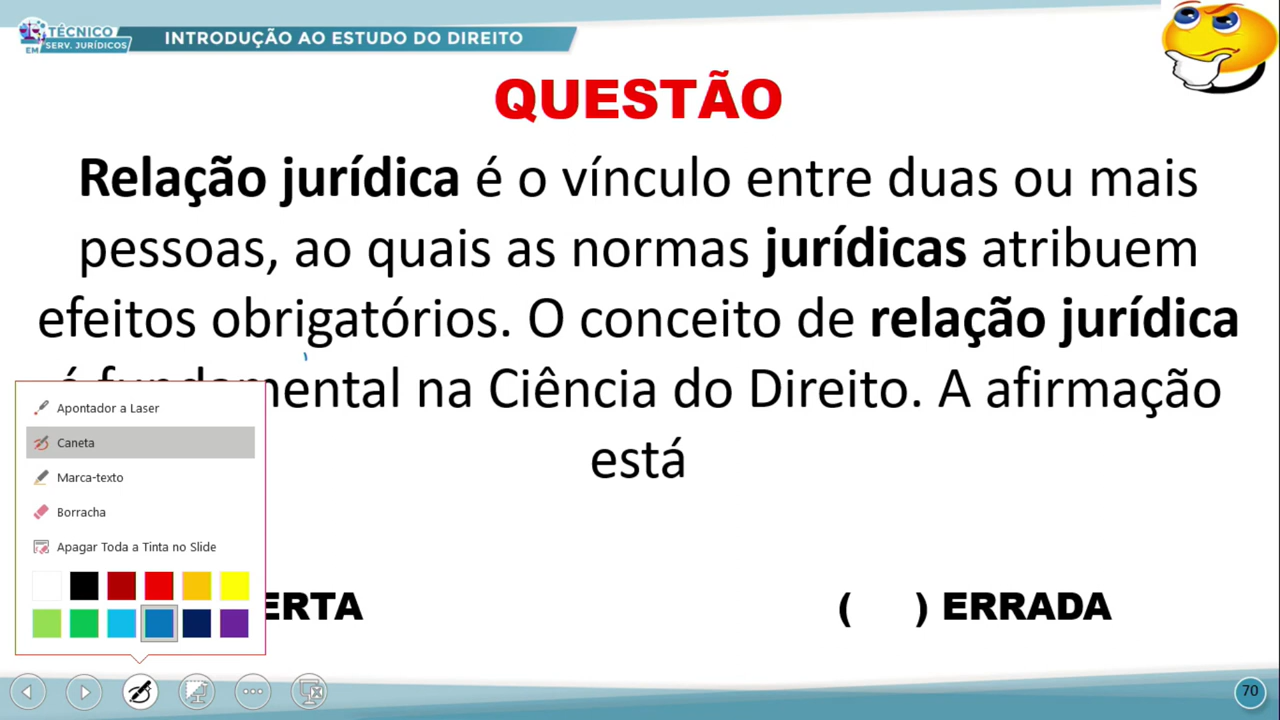 TÉCNICO
EM SERV. JURÍDICOS
INTRODUÇÃO AO ESTUDO DO DIREITO
QUESTÃO
Relação jurídica é o vínculo entre duas ou mais
pessoas, ao quais as normas jurídicas atribuem
efeitos obrigatórios. O conceito de relação jurídica
é fundamental na Ciência do Direito. A afirmação
está
Apontador a Laser
Caneta
Marca-texto
Borracha
Apagar Toda a Tinta no Slide
ERTA
( ) ERRADA
70